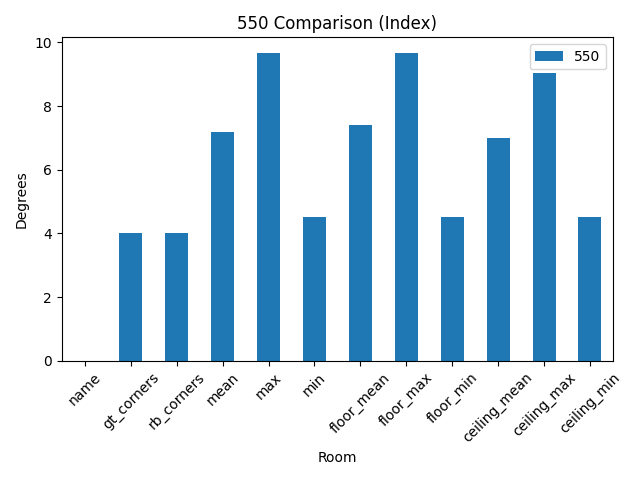 550 Comparison (Index)
550
Degrees
10
8
6
4
2
0
name
gt_corners
rb_corners
mean
max
min
floor_mean
floor_max
floor_min
ceiling_mean
ceiling_max
ceiling_min
Room